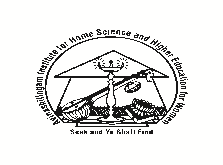 Avinashilingam Institute for Home Science and Higher Education for Women
Seek and Ye Shall Find